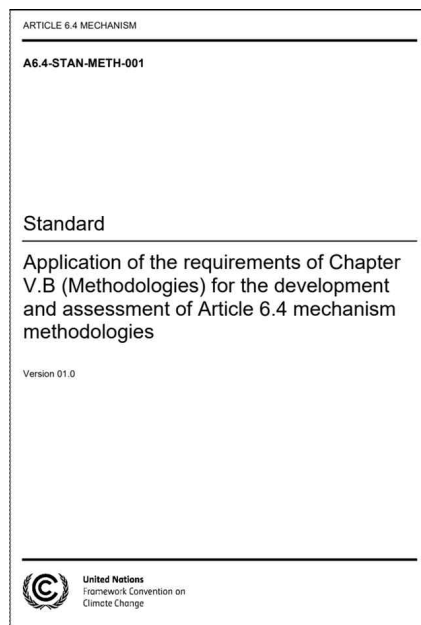 ARTICLE 6.4 MECHANISM
A6.4-STAN-METH-001
Standard
Application of the requirements of Chapter
V.B (Methodologies) for the development
and assessment of Article 6.4 mechanism
methodologies
Version 01.0
United Nations
Framework Convention on
Climate Change